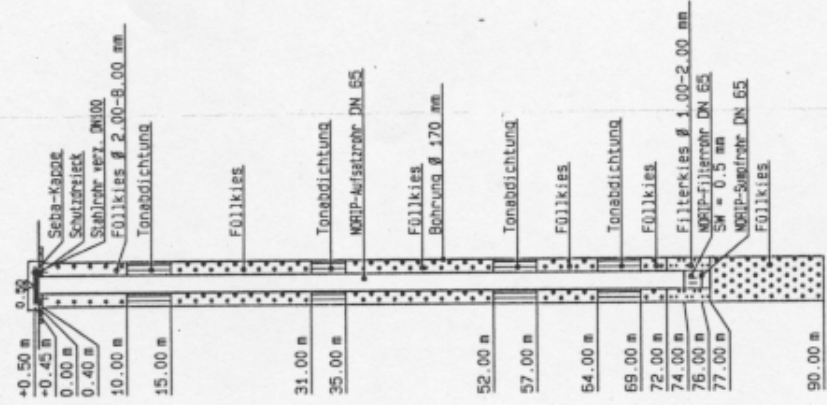 0.50
+0.50 m
+0.45 m
0.00 m
0.40 m
10.00 m
15.00 m
31.00 m
35.00 m
52.00 m
57.00 m
64.00 m
69.00 m
72.00 m
74.00 m
76.00 m
77.00 m
90.00 m
Seba-Kappe
Schutzdreieck
Stahlrohr verz. DN100
Füllkies Ø 2.00-8.00 mm
Tonabdichtung
Füllkies
Tonabdichtung
NORIP-Aufsatzrohr DN 65
Füllkies
Bohrung Ø 170 mm
Tonabdichtung
Füllkies
Tonabdichtung
Füllkies
Filterkies Ø 1.00-2.00 mm
NORIP-Filterrohr DN 65
SW = 0.5 mm
NORIP-Sumpfrohr DN 65
Füllkies